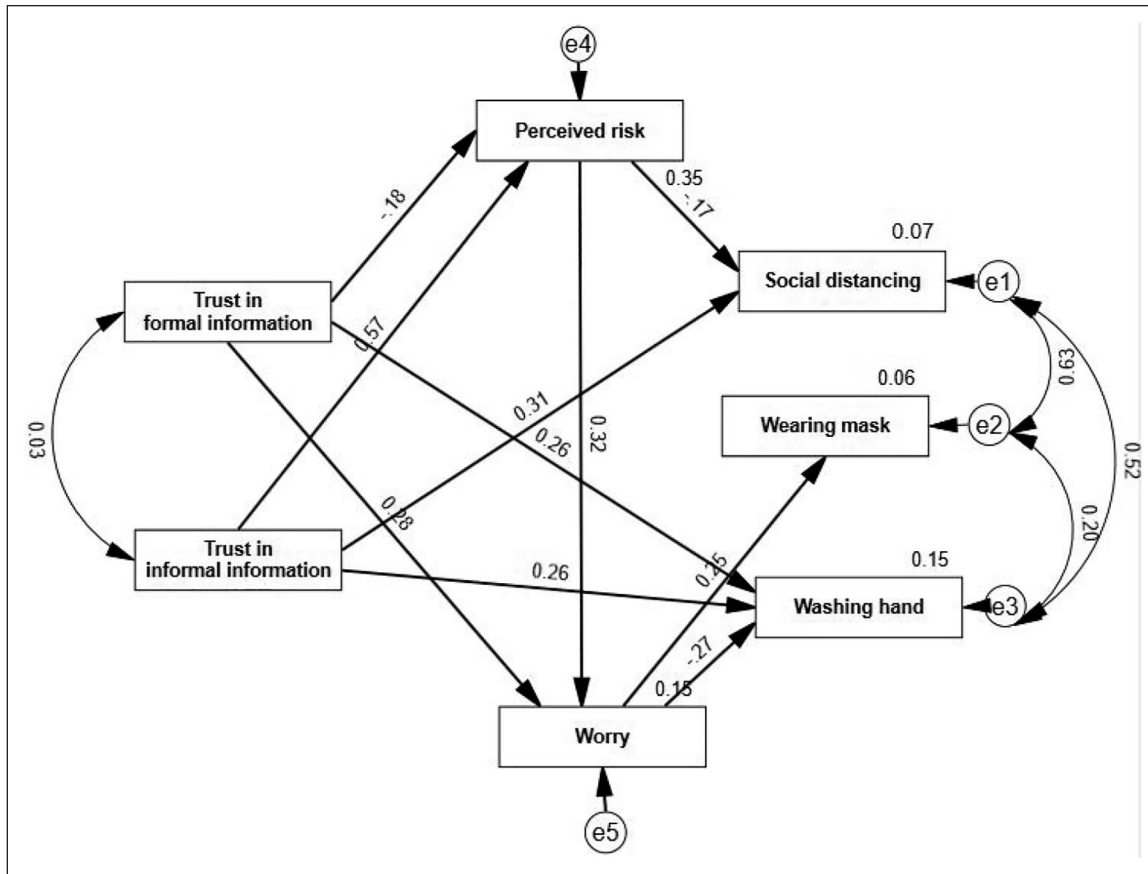 e4
Perceived risk
-.18
0.35
-.17
0.07
Social distancing
e1
Trust in
formal information
0.57
0.63
0.06
0.31
0.26
0.32
Wearing mask
e2
0.03
0.52
0.28
0.20
Trust in
informal information
0.26
0.25
0.15
Washing hand
e3
-.27
0.15
Worry
e5